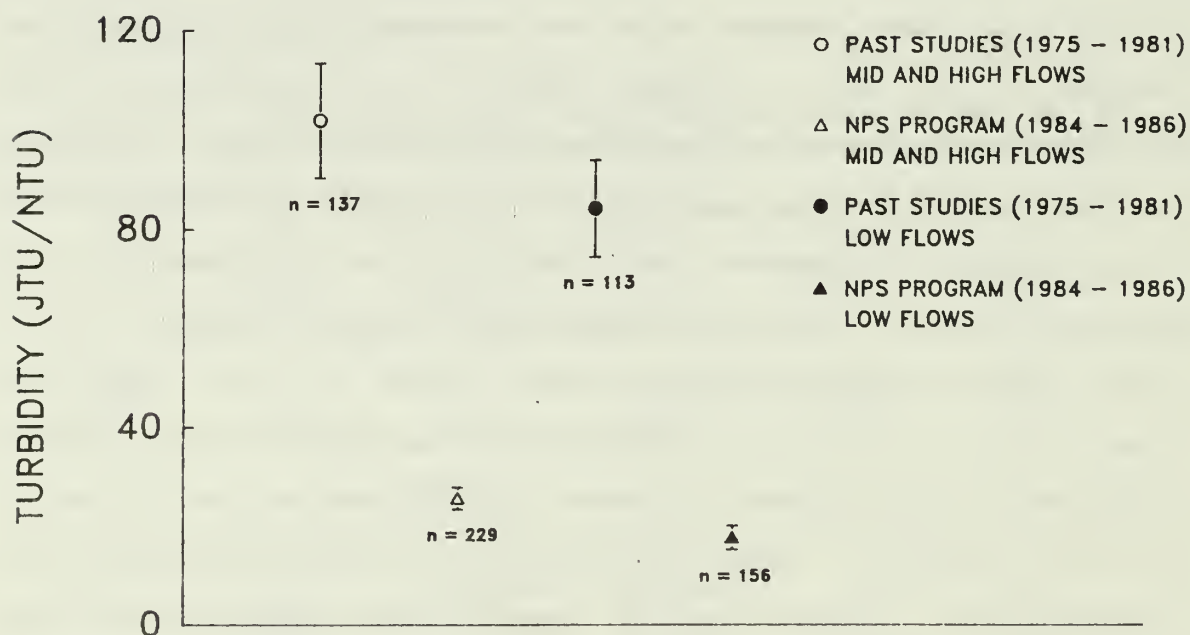 120
80
40
0
TURBIDITY (JTU/NTU)
n = 137
n = 113
n = 229
n = 156
○ PAST STUDIES (1975 - 1981)
MID AND HIGH FLOWS
△ NPS PROGRAM (1984 - 1986)
MID AND HIGH FLOWS
● PAST STUDIES (1975 - 1981)
LOW FLOWS
▲ NPS PROGRAM (1984 - 1986)
LOW FLOWS